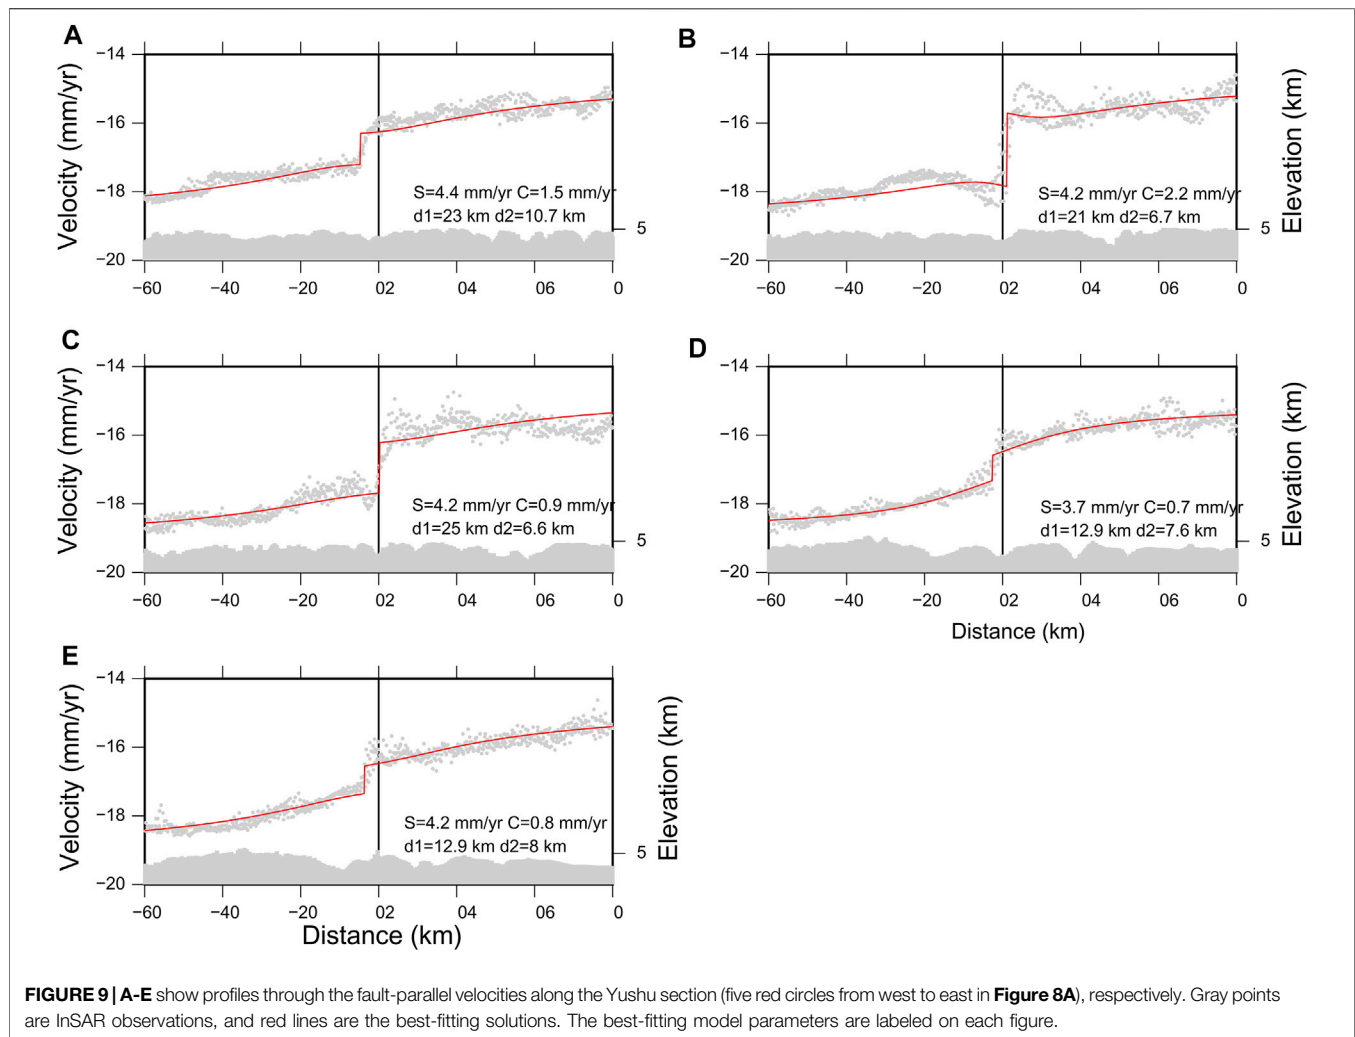 A
Velocity (mm/yr)
−14
−16
−18
−20
S=4.4 mm/yr C=1.5 mm/yr
d1=23 km d2=10.7 km
5
−60 −40 −20 02 04 06 0
B
−14
−16
−18
−20
S=4.2 mm/yr C=2.2 mm/yr
d1=21 km d2=6.7 km
5
Elevation (km)
−60 −40 −20 02 04 06 0
C
Velocity (mm/yr)
−14
−16
−18
−20
S=4.2 mm/yr C=0.9 mm/yr
d1=25 km d2=6.6 km
5
−60 −40 −20 02 04 06 0
D
−14
−16
−18
−20
S=3.7 mm/yr C=0.7 mm/yr
d1=12.9 km d2=7.6 km
5
Elevation (km)
−60 −40 −20 02 04 06 0
Distance (km)
E
Velocity (mm/yr)
−14
−16
−18
−20
S=4.2 mm/yr C=0.8 mm/yr
d1=12.9 km d2=8 km
5
Elevation (km)
−60 −40 −20 02 04 06 0
Distance (km)
FIGURE 9 | A-E show profiles through the fault-parallel velocities along the Yushu section (five red circles from west to east in Figure 8A), respectively. Gray points
are InSAR observations, and red lines are the best-fitting solutions. The best-fitting model parameters are labeled on each figure.